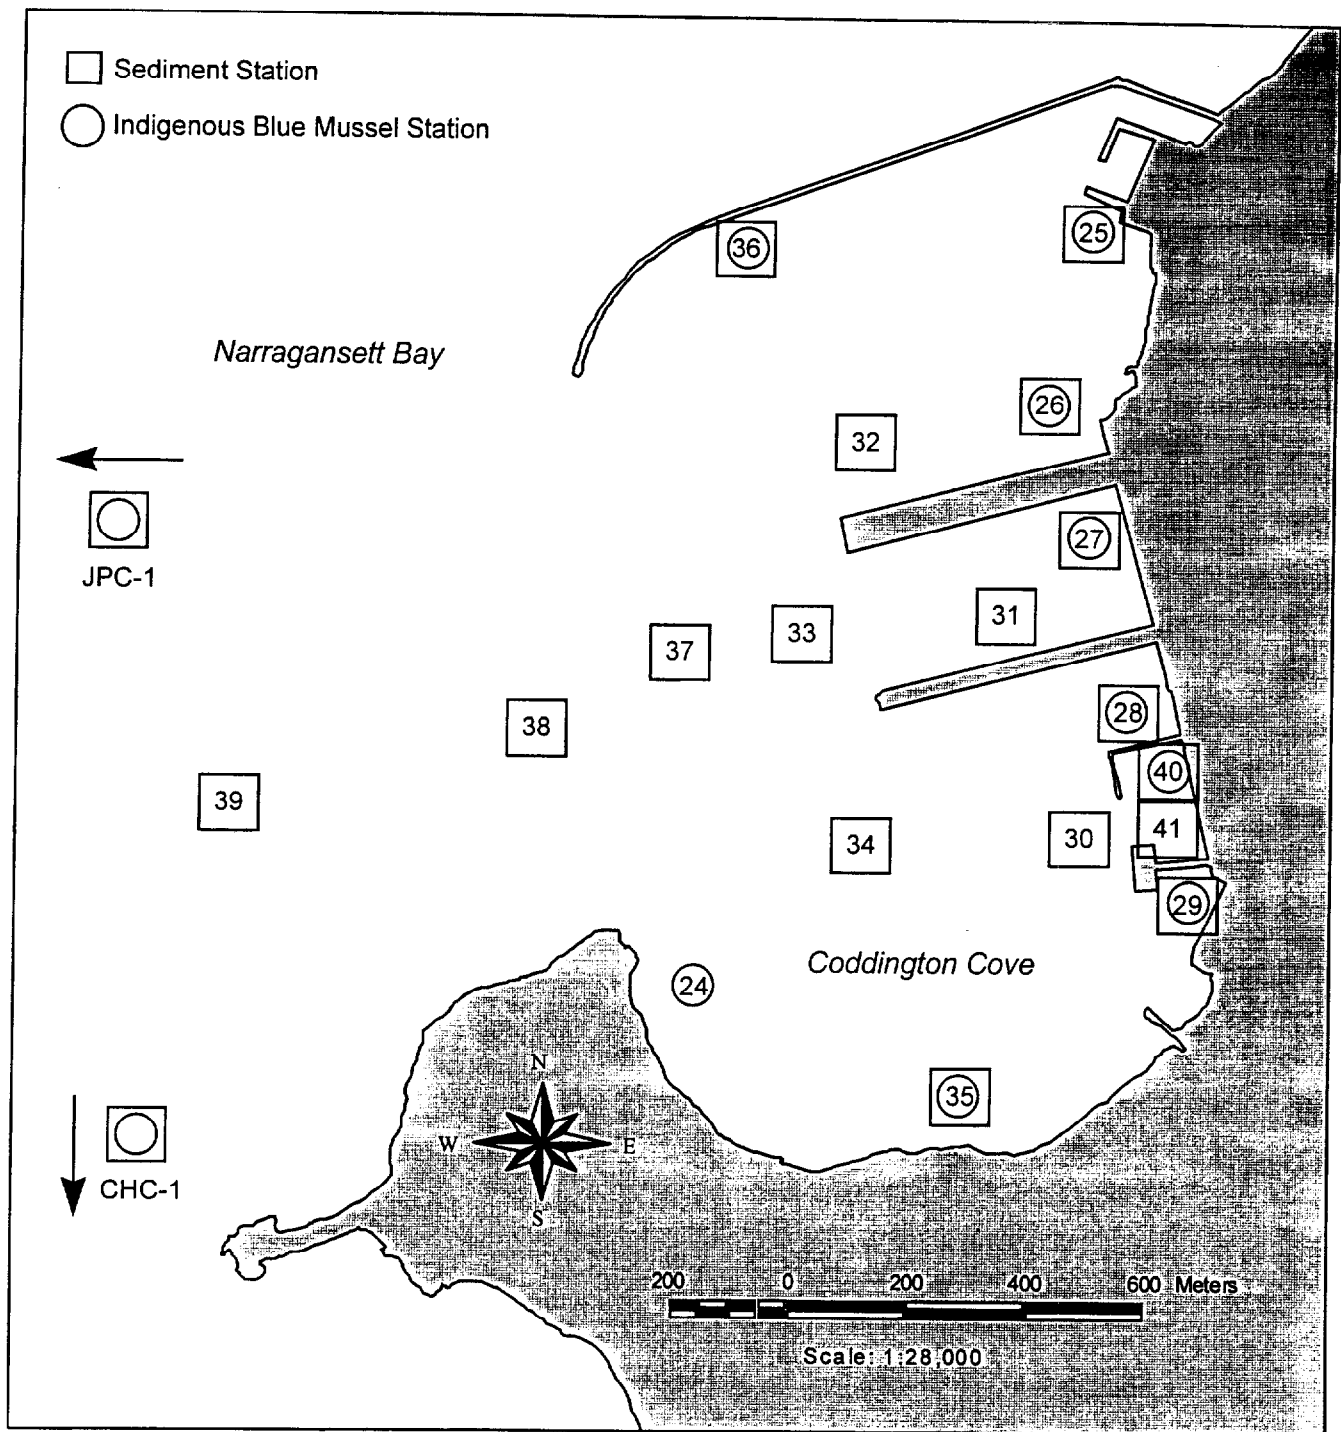 Sediment Station
Indigenous Blue Mussel Station
36
25
Narragansett Bay
26
32
27
JPC-1
31
33
37
28
38
40
39
41
34
30
29
Coddington Cove
24
N
35
W E
CHC-1
S
200 0 200 400 600 Meters
Scale: 1:28,000